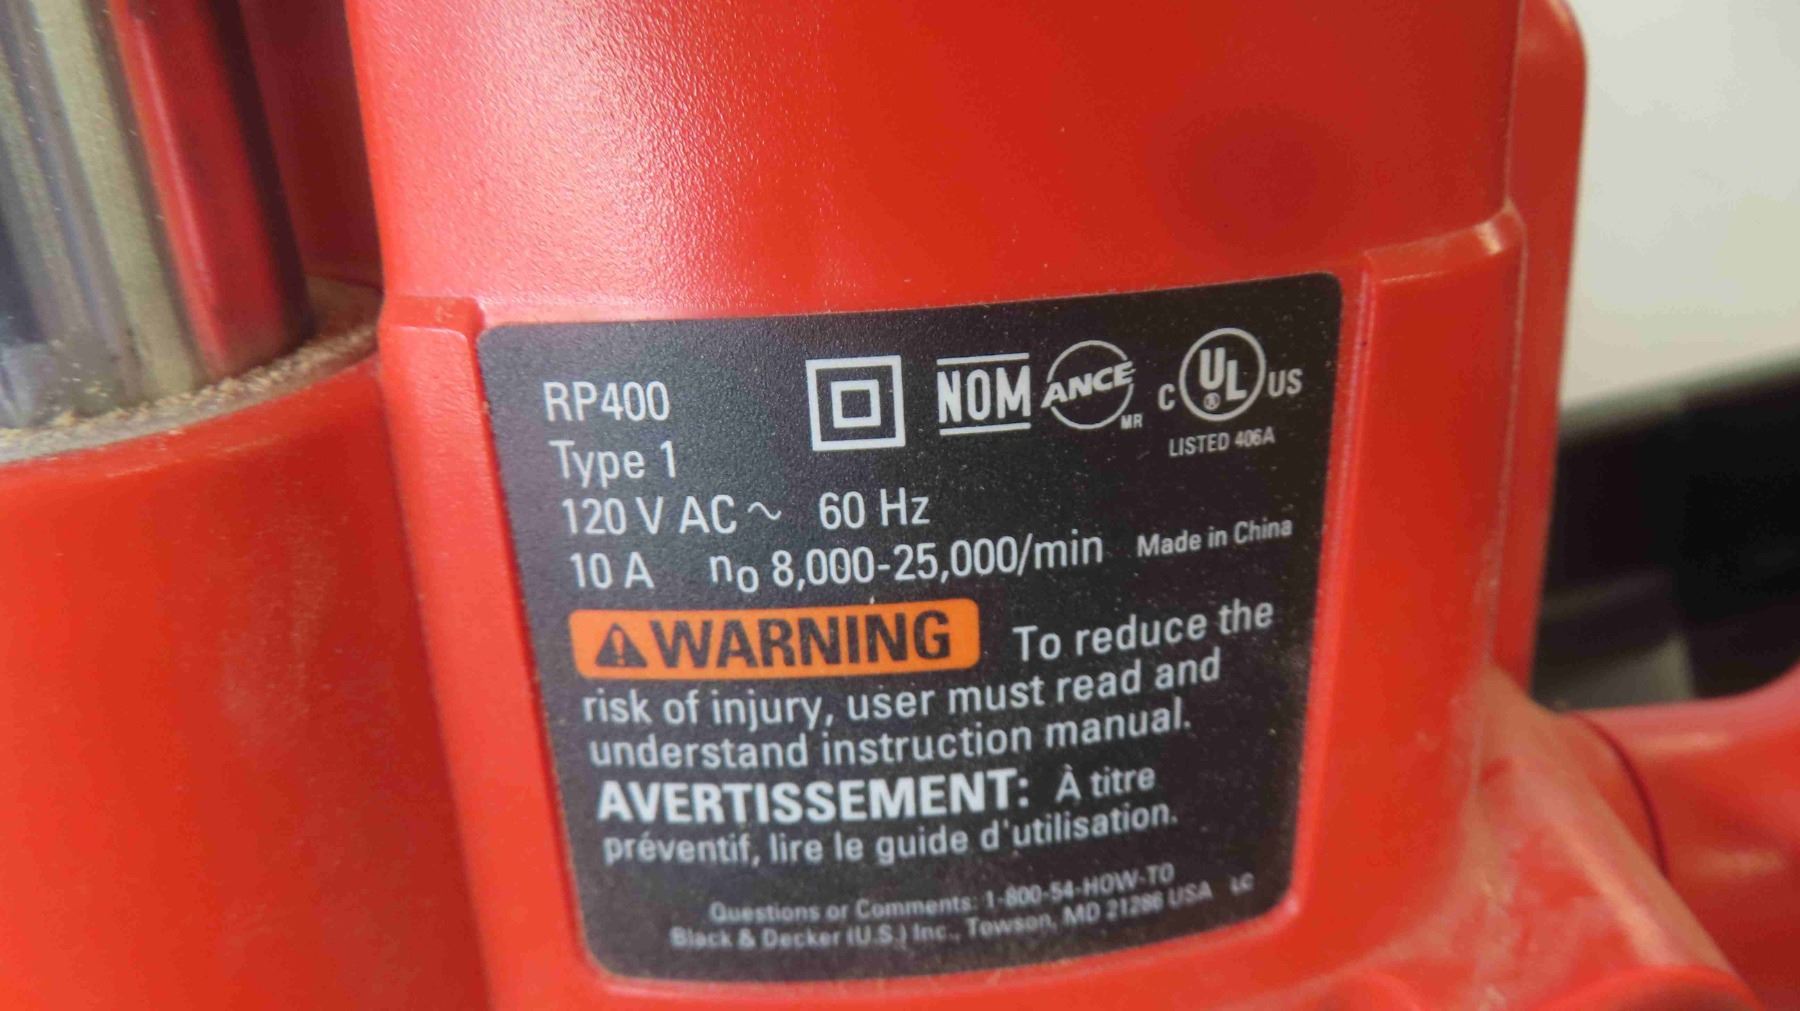 RP400
NOM ANCE MR C UL ® US
LISTED 406A
Type 1
120 V AC ~ 60 Hz
10 A no 8,000-25,000/min Made in China
WARNING To reduce the
risk of injury, user must read and
understand instruction manual.
AVERTISSEMENT: À titre
préventif, lire le guide d'utilisation.
Questions or Comments: 1-800-54-HOW-TO
Black & Decker (U.S.) Inc., Towson, MD 21286 USA LC